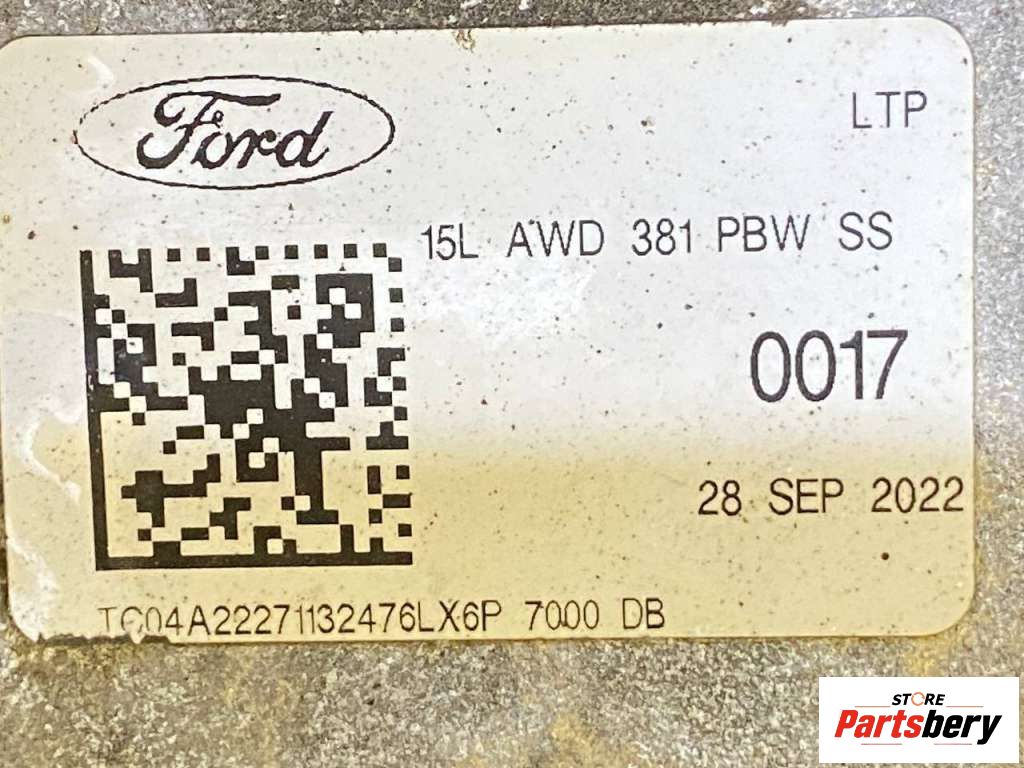 Ford
LTP
15L AWD 381 PBW SS
0017
28 SEP 2022
TC04A22271132476LX6P 7000 DB
STORE
Partsbery